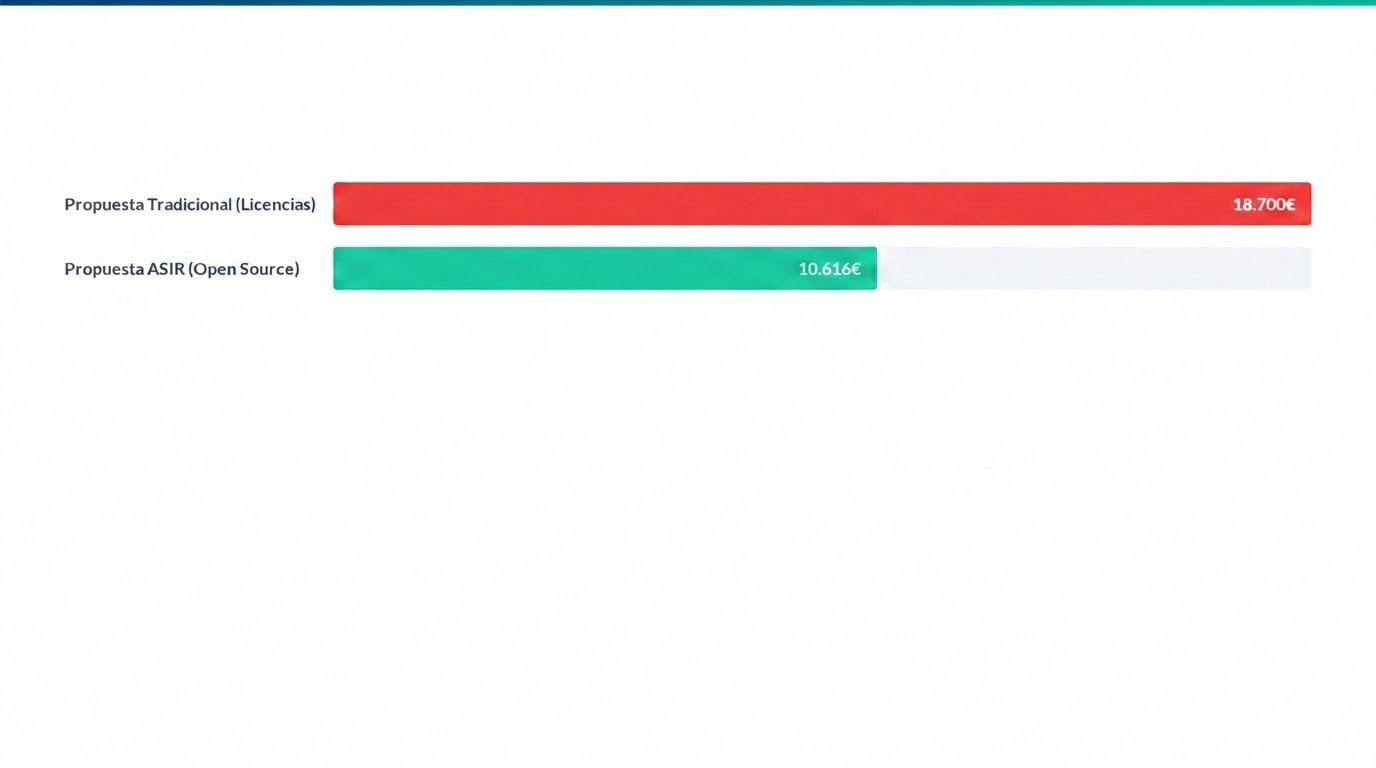 Propuesta Tradicional (Licencias) 18.700€
Propuesta ASIR (Open Source) 10.616€